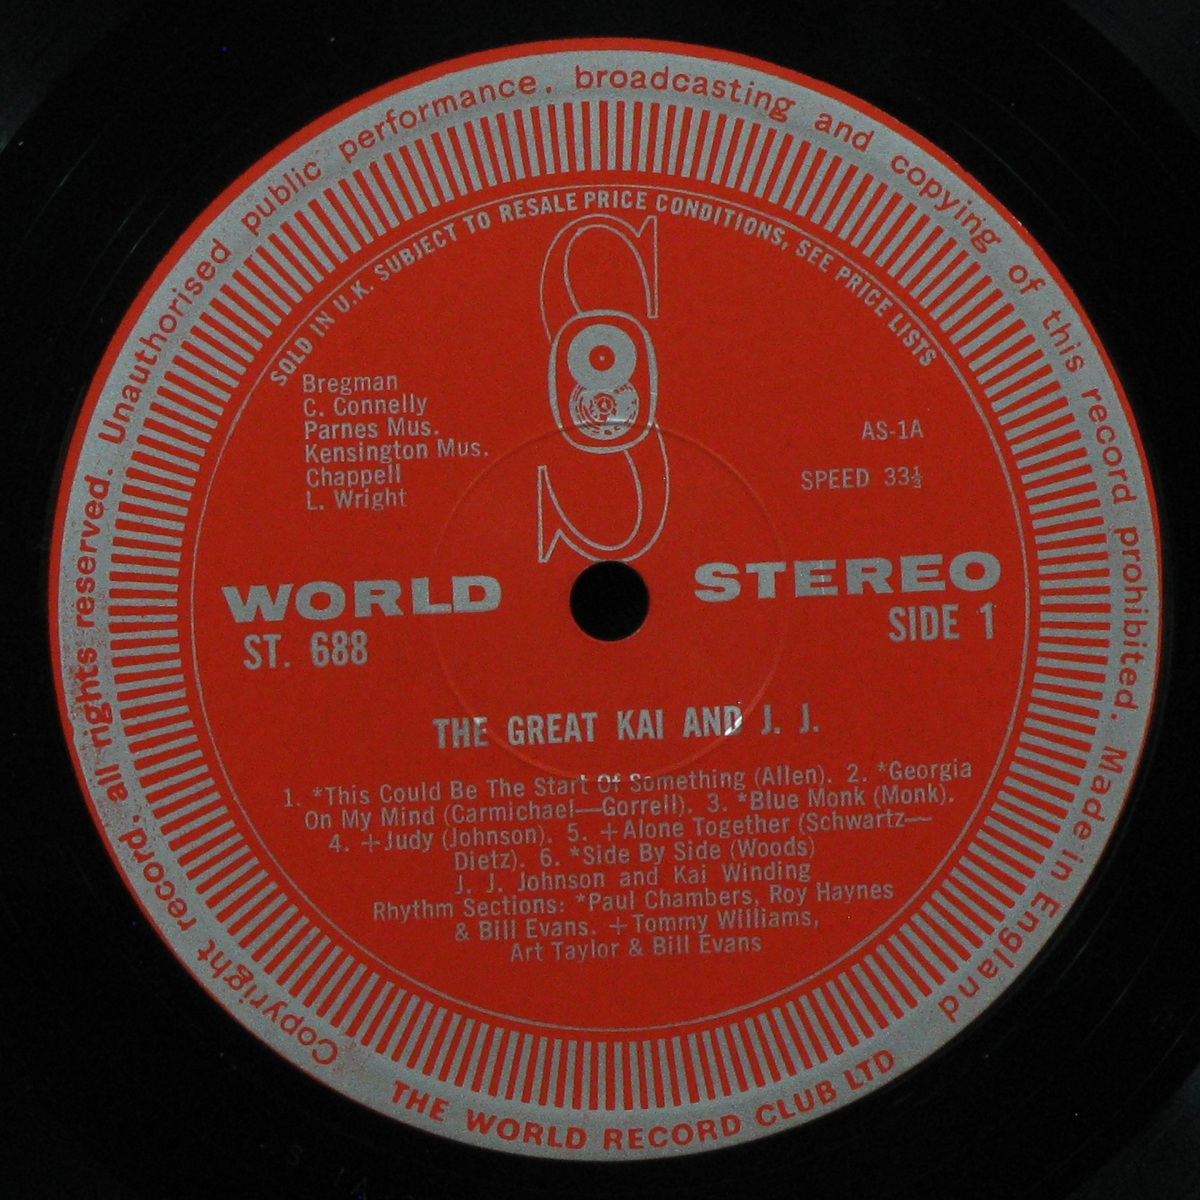 Copyright record, all rights reserved. Unauthorised public performance, broadcasting and copying of this record prohibited. Made in England
THE WORLD RECORD CLUB LTD
SOLD IN U.K. SUBJECT TO RESALE PRICE CONDITIONS, SEE PRICE LISTS
Bregman
C. Connelly
Parnes Mus.
Kensington Mus.
Chappell
L. Wright
AS-1A
SPEED 33⅓
WORLD STEREO
ST. 688
SIDE 1
THE GREAT KAI AND J. J.
1. *This Could Be The Start Of Something (Allen). 2. *Georgia
On My Mind (Carmichael—Gorrell). 3. *Blue Monk (Monk).
4. +Judy (Johnson). 5. +Alone Together (Schwartz—
Dietz). 6. *Side By Side (Woods)
J. J. Johnson and Kai Winding
Rhythm Sections: *Paul Chambers, Roy Haynes
& Bill Evans. +Tommy Williams,
Art Taylor & Bill Evans